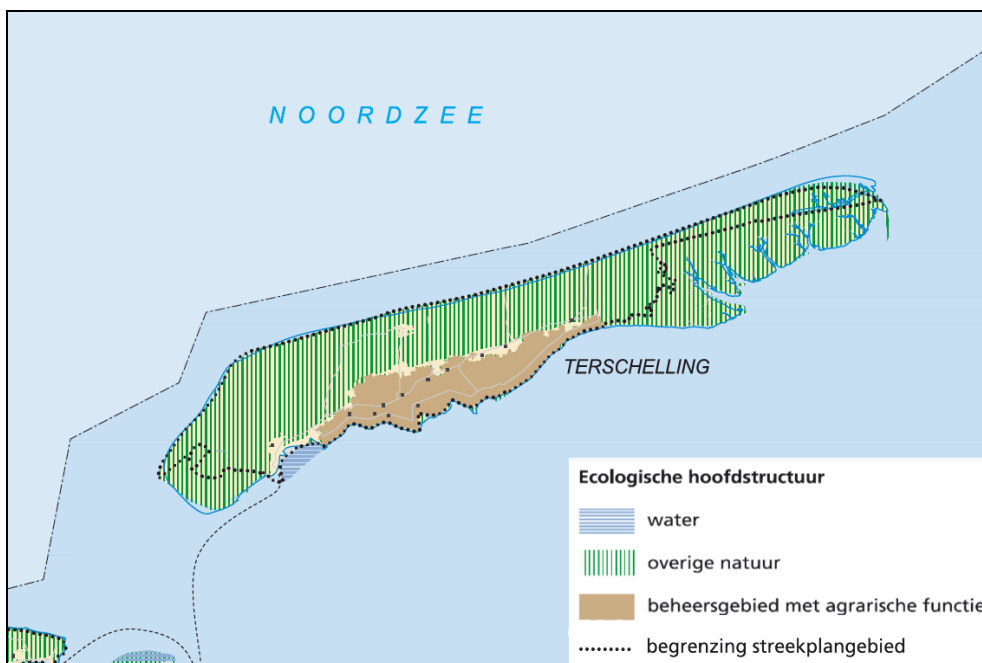 NOORDZEE
TERSCHELLING
Ecologische hoofdstructuur
water
overige natuur
beheersgebied met agrarische functie
begrenzing streekplangebied